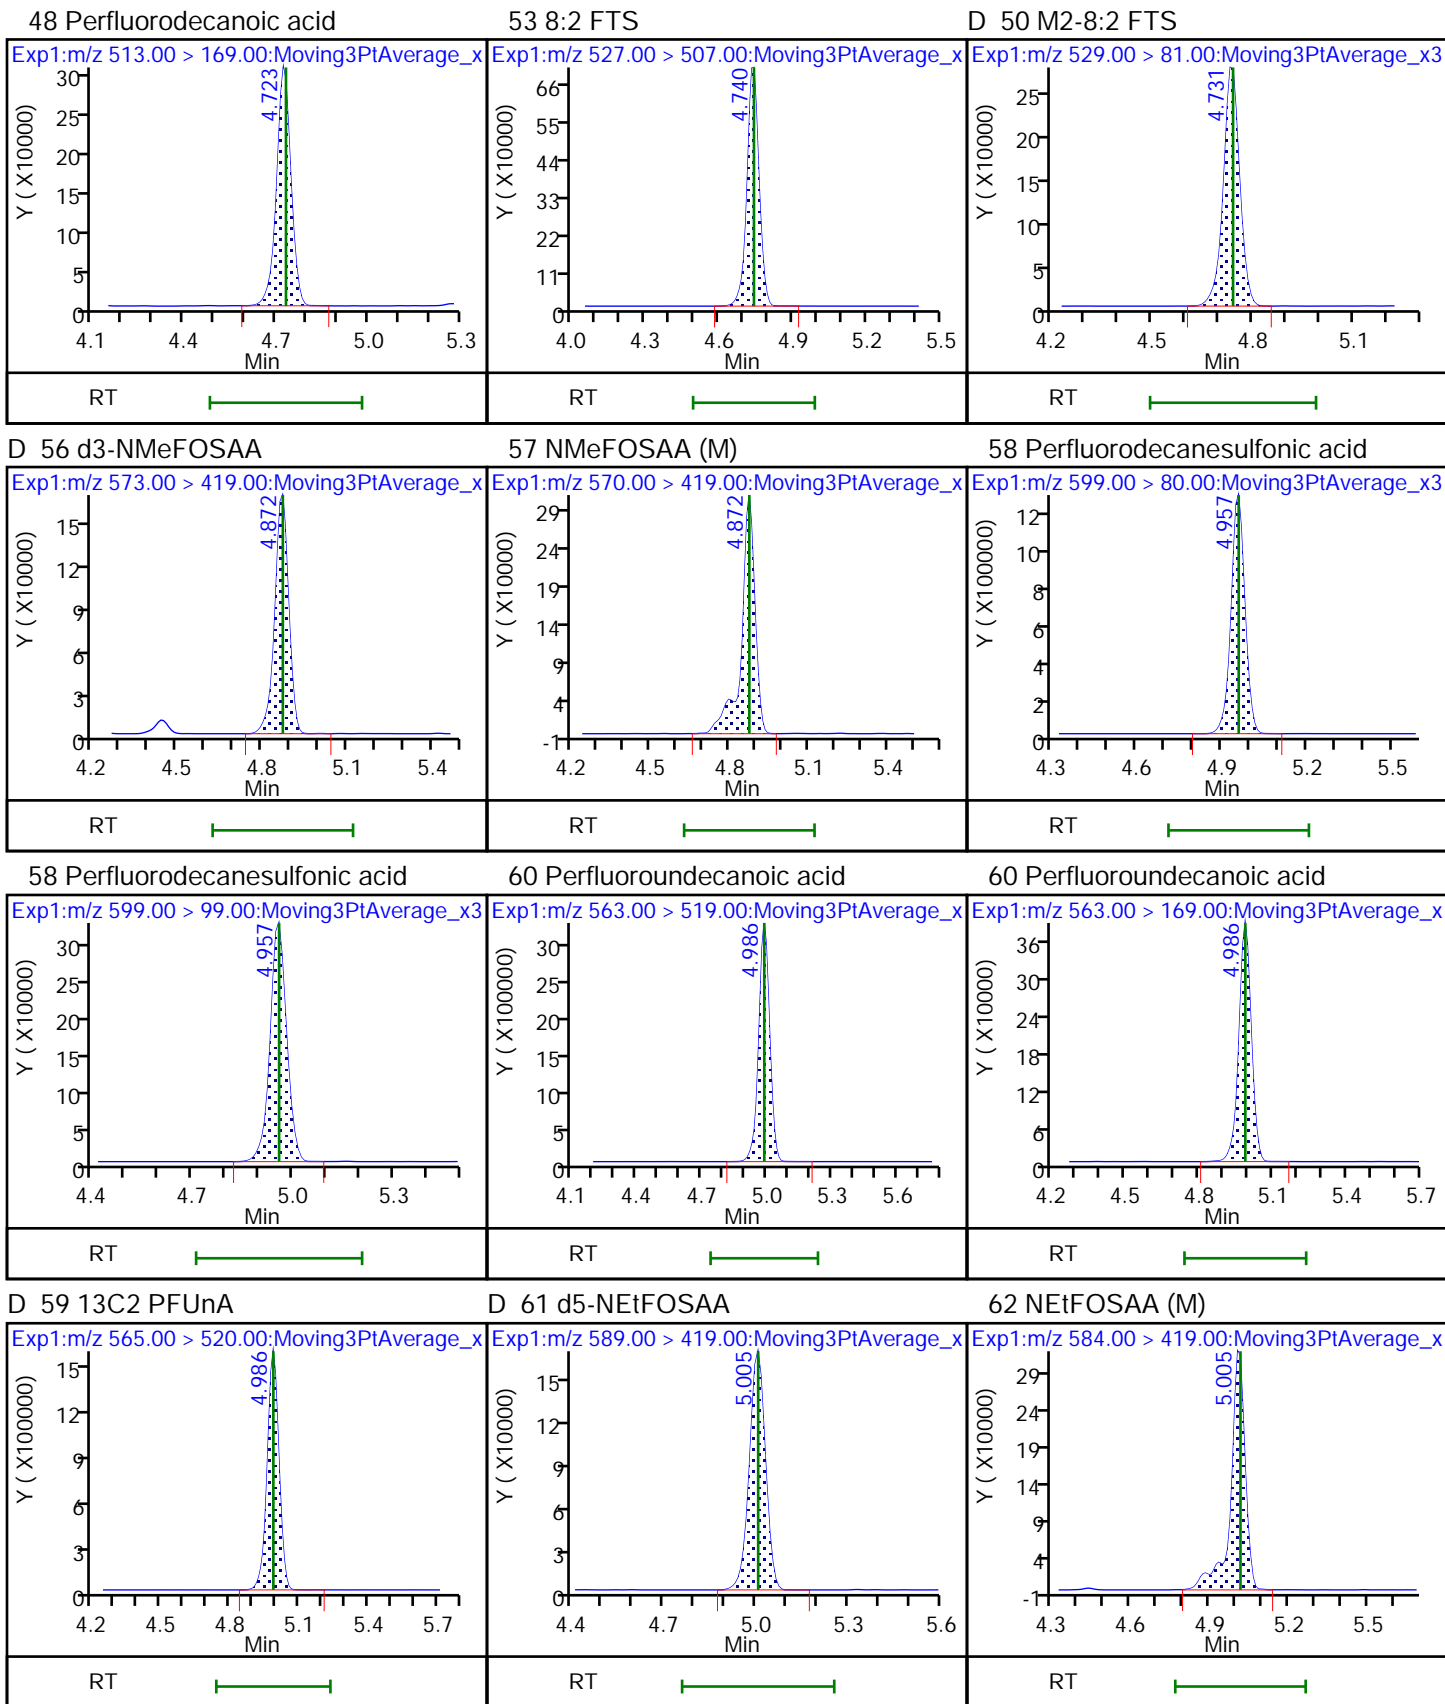 48 Perfluorodecanoic acid
Exp1:m/z 513.00 > 169.00:Moving3PtAverage_x
Y ( X10000)
30
25
20
15
10
5
0
4.723
4.1 4.4 4.7 5.0 5.3
Min
RT
53 8:2 FTS
Exp1:m/z 527.00 > 507.00:Moving3PtAverage_x
Y ( X10000)
66
55
44
33
22
11
0
4.740
4.0 4.3 4.6 4.9 5.2 5.5
Min
RT
D 50 M2-8:2 FTS
Exp1:m/z 529.00 > 81.00:Moving3PtAverage_x3
Y ( X10000)
25
20
15
10
5
0
4.731
4.2 4.5 4.8 5.1
Min
RT
D 56 d3-NMeFOSAA
Exp1:m/z 573.00 > 419.00:Moving3PtAverage_x
Y ( X10000)
15
12
9
6
3
0
4.872
4.2 4.5 4.8 5.1 5.4
Min
RT
57 NMeFOSAA (M)
Exp1:m/z 570.00 > 419.00:Moving3PtAverage_x
Y ( X10000)
29
24
19
14
9
4
-1
4.872
4.2 4.5 4.8 5.1 5.4
Min
RT
58 Perfluorodecanesulfonic acid
Exp1:m/z 599.00 > 80.00:Moving3PtAverage_x3
Y ( X100000)
12
10
8
6
4
2
0
4.957
4.3 4.6 4.9 5.2 5.5
Min
RT
58 Perfluorodecanesulfonic acid
Exp1:m/z 599.00 > 99.00:Moving3PtAverage_x3
Y ( X10000)
30
25
20
15
10
5
0
4.957
4.4 4.7 5.0 5.3
Min
RT
60 Perfluoroundecanoic acid
Exp1:m/z 563.00 > 519.00:Moving3PtAverage_x
Y ( X100000)
30
25
20
15
10
5
0
4.986
4.1 4.4 4.7 5.0 5.3 5.6
Min
RT
60 Perfluoroundecanoic acid
Exp1:m/z 563.00 > 169.00:Moving3PtAverage_x
Y ( X10000)
36
30
24
18
12
6
0
4.986
4.2 4.5 4.8 5.1 5.4 5.7
Min
RT
D 59 13C2 PFUnA
Exp1:m/z 565.00 > 520.00:Moving3PtAverage_x
Y ( X100000)
15
12
9
6
3
0
4.986
4.2 4.5 4.8 5.1 5.4 5.7
Min
RT
D 61 d5-NEtFOSAA
Exp1:m/z 589.00 > 419.00:Moving3PtAverage_x
Y ( X10000)
15
12
9
6
3
0
5.005
4.4 4.7 5.0 5.3 5.6
Min
RT
62 NEtFOSAA (M)
Exp1:m/z 584.00 > 419.00:Moving3PtAverage_x
Y ( X10000)
29
24
19
14
9
4
-1
5.005
4.3 4.6 4.9 5.2 5.5
Min
RT